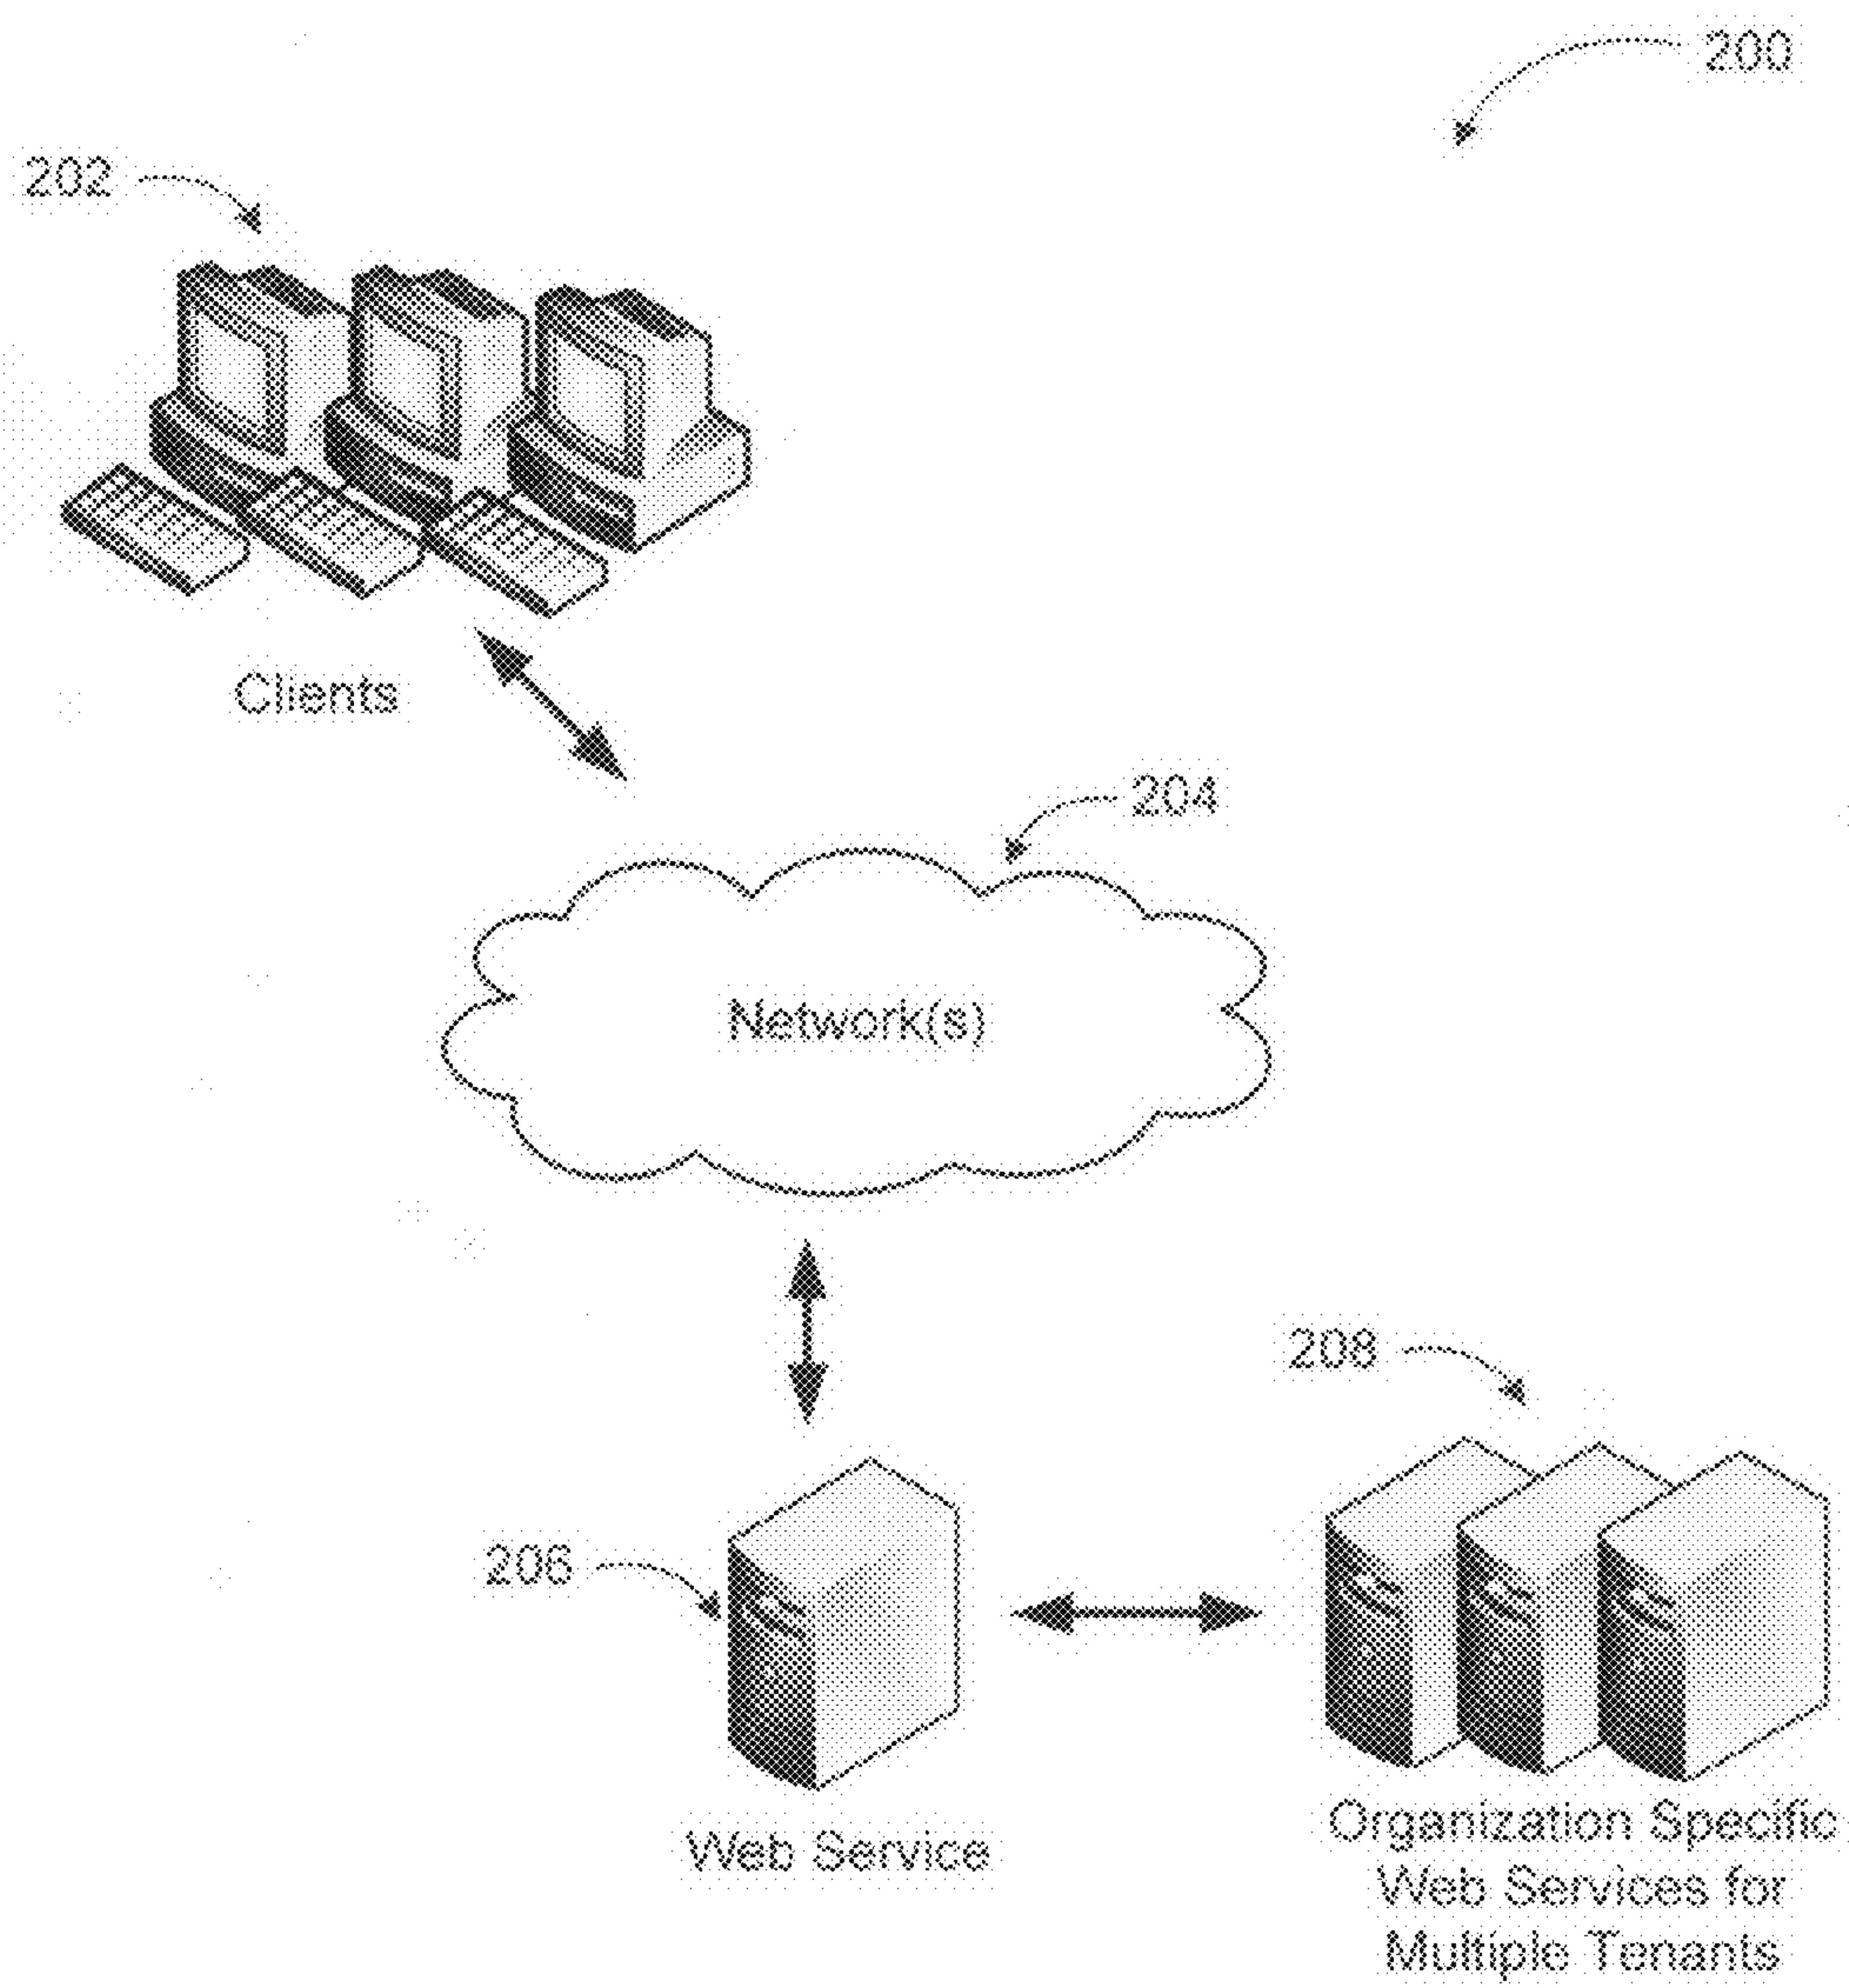 200
202
Clients
204
Network(s)
208
206
Web Service
Organization Specific
Web Services for
Multiple Tenants